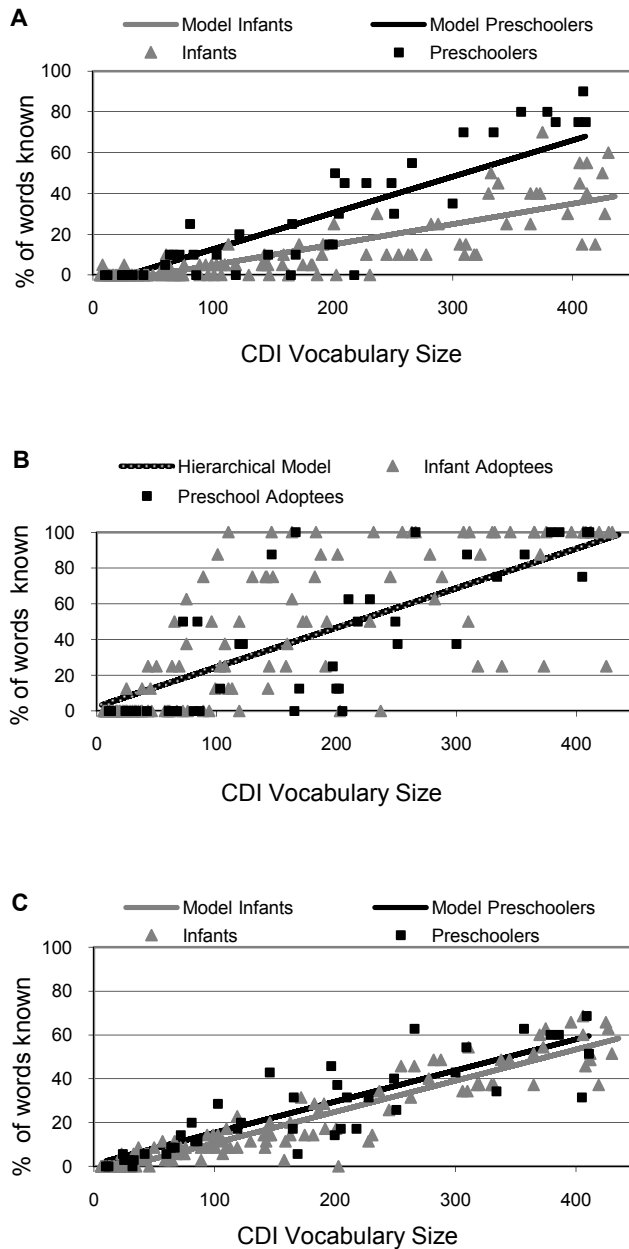 A
Model Infants Model Preschoolers
Infants Preschoolers
100
80
60
40
20
0
% of words known
0 100 200 300 400
CDI Vocabulary Size
B
Hierarchical Model Infant Adoptees
Preschool Adoptees
100
80
60
40
20
0
% of words known
0 100 200 300 400
CDI Vocabulary Size
C
Model Infants Model Preschoolers
Infants Preschoolers
100
80
60
40
20
0
% of words known
0 100 200 300 400
CDI Vocabulary Size